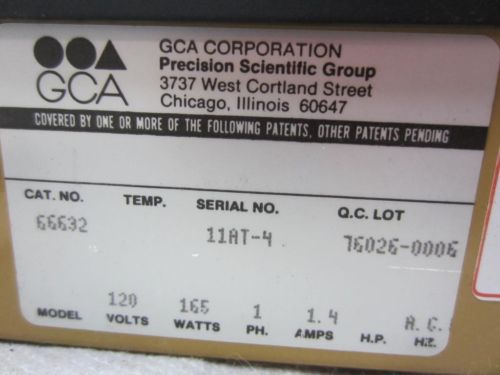 GCA
GCA CORPORATION
Precision Scientific Group
3737 West Cortland Street
Chicago, Illinois 60647
COVERED BY ONE OR MORE OF THE FOLLOWING PATENTS, OTHER PATENTS PENDING
CAT. NO. TEMP. SERIAL NO. Q.C. LOT
66632 11AT-4 76026-0006
120 165 1 1.4 A.C.
MODEL VOLTS WATTS PH. AMPS H.P. HZ.